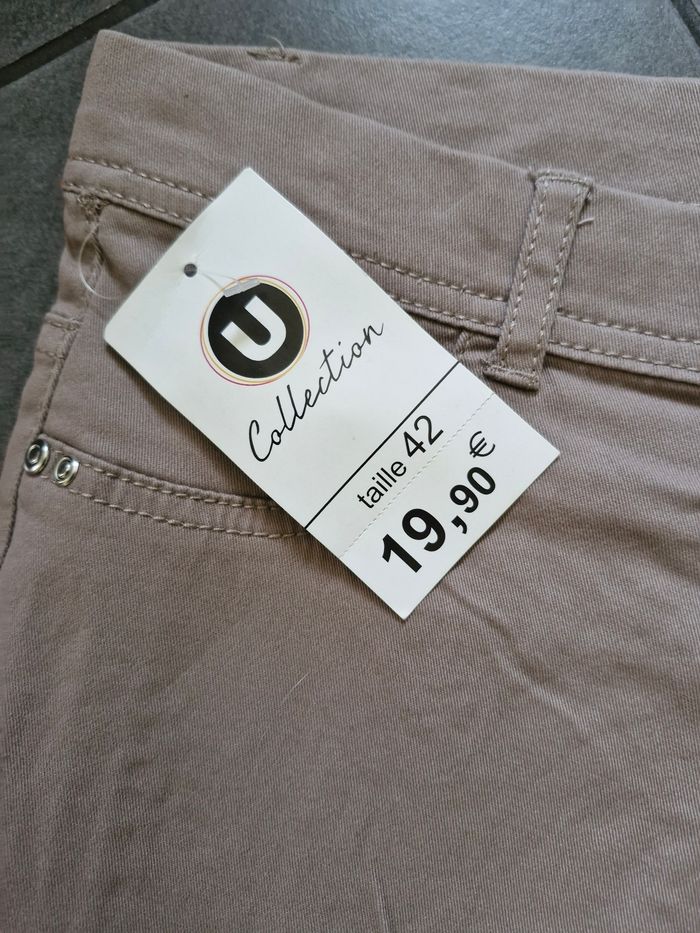 U
Collection
taille 42
19,90 €